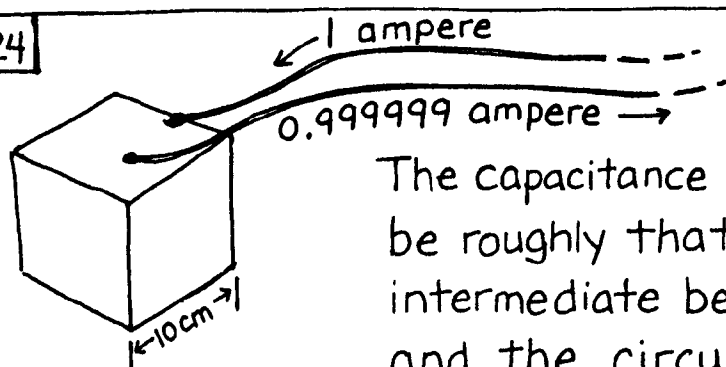 24
1 ampere
0.999999 ampere
The capacitance
be roughly that
intermediate be
and the circu
10cm